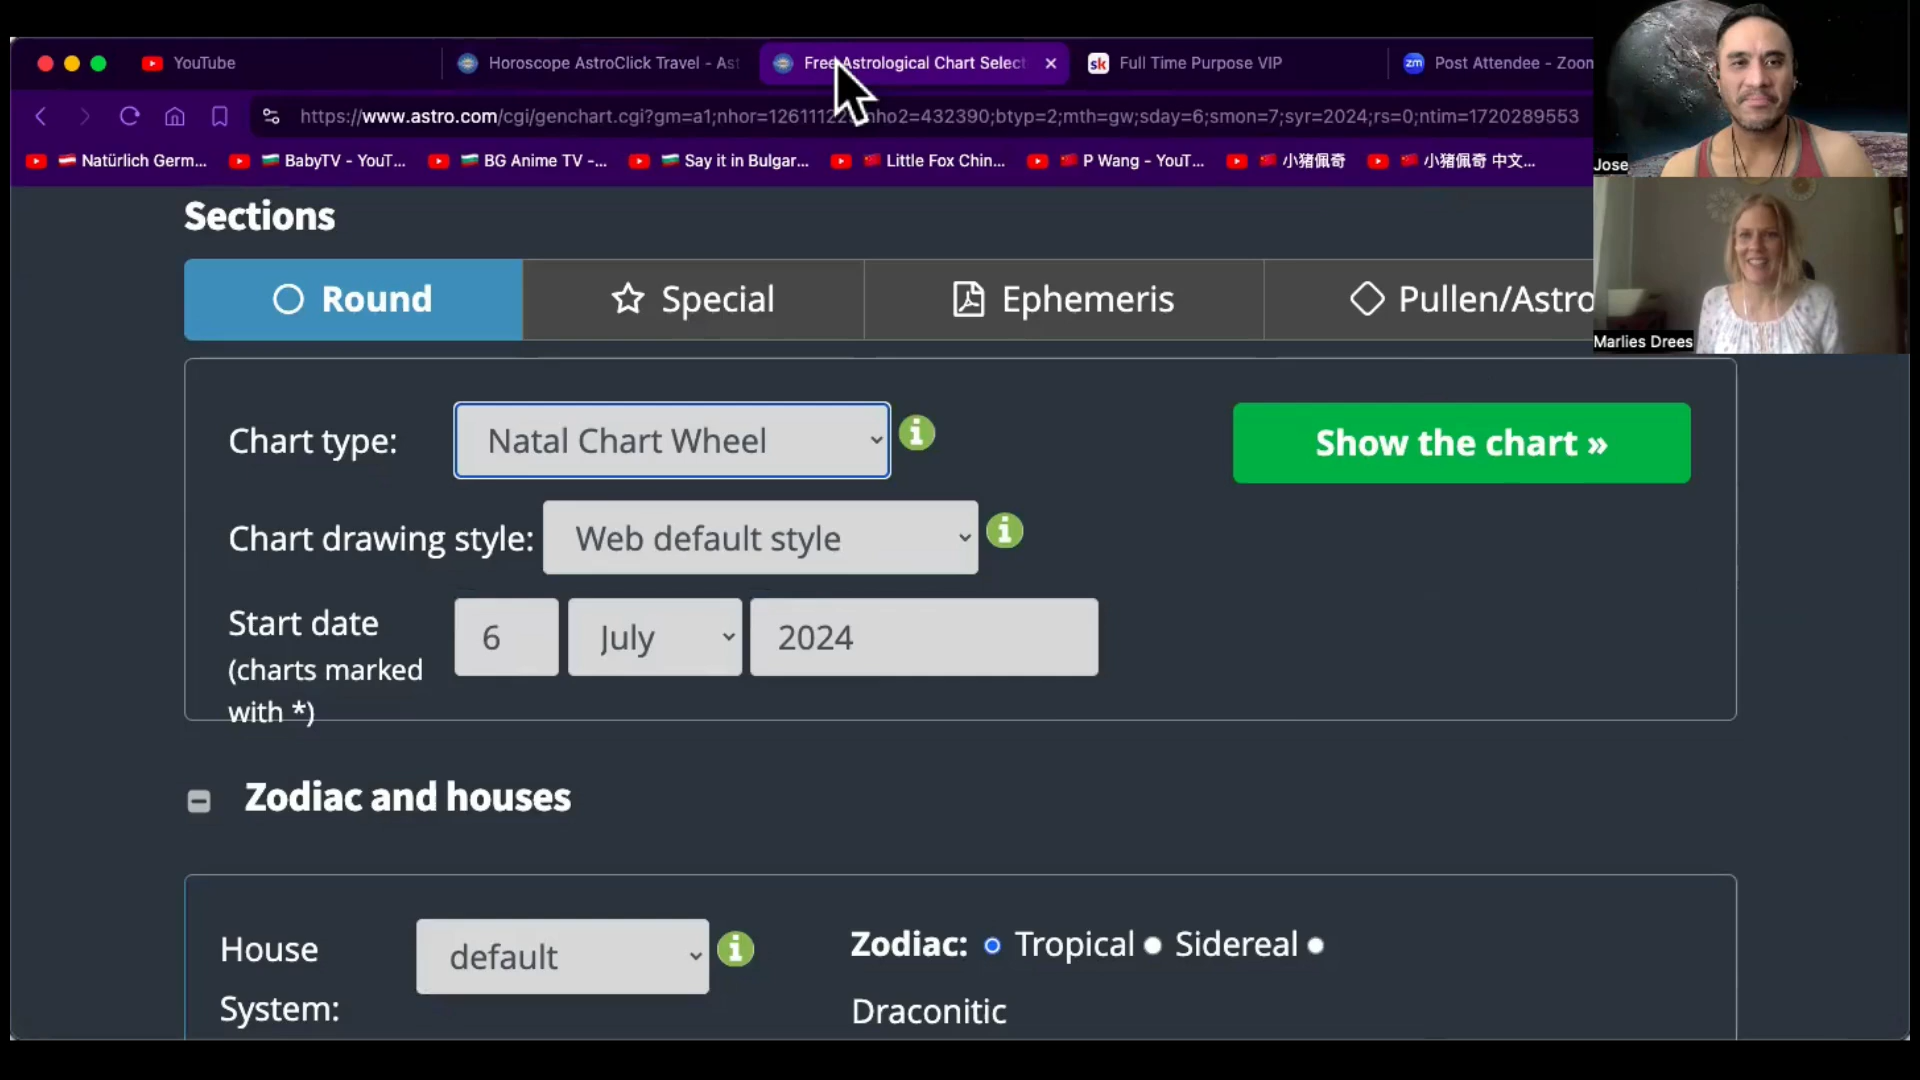 YouTube
Horoscope AstroClick Travel - Ast
Free Astrological Chart Select
Full Time Purpose VIP
Post Attendee - Zoon
https://www.astro.com/cgi/genchart.cgi?gm=a1;nhor=12611122 nho2=432390;btyp=2;mth=gw;sday=6;smon=7;syr=2024;rs=0;ntim=1720289553
Natürlich Germ...
BabyTV - YouT...
BG Anime TV -...
Say it in Bulgar...
Little Fox Chin...
P Wang - YouT...
小猪佩奇
小猪佩奇 中文...
Jose
Marlies Drees
Sections
Round
Special
Ephemeris
Pullen/Astro
Chart type:
Natal Chart Wheel
Show the chart »
Chart drawing style:
Web default style
Start date
(charts marked
with *)
6
July
2024
Zodiac and houses
House
System:
default
Zodiac: Tropical Sidereal
Draconitic